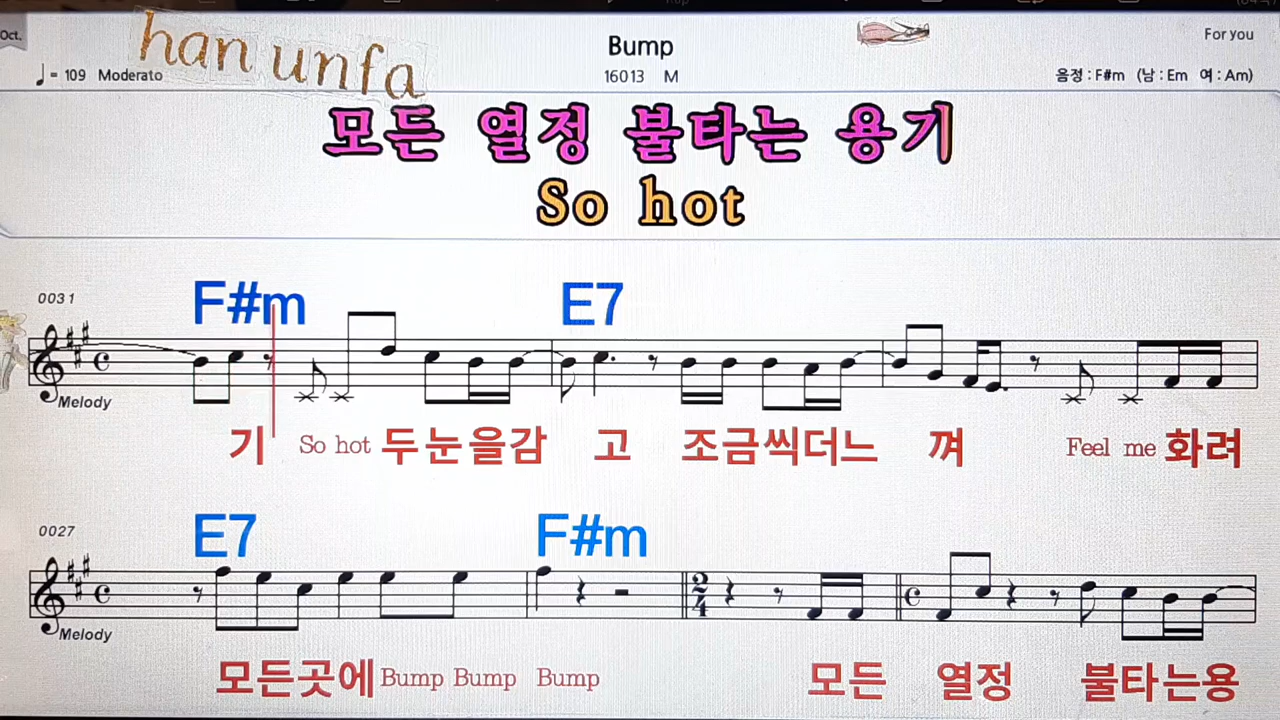 Oct.
han unfa
Bump
For you
♩= 109 Moderato
16013 M
음정 : F#m (남 : Em 여 : Am)
모든 열정 불타는 용기
So hot
0031
F#m E7
Melody
기 So hot 두눈을감 고 조금씩더느 껴 Feel me 화려
0027
E7 F#m
2
4
Melody
모든곳에 Bump Bump Bump 모든 열정 불타는용